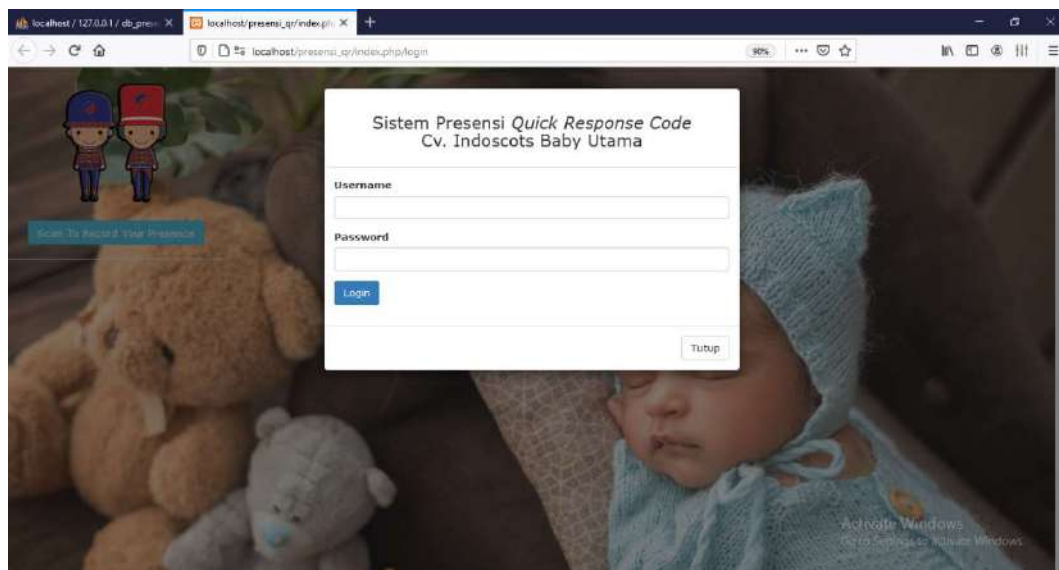 localhost / 127.0.0.1 / db_prese
localhost/presensi_qr/index.ph
localhost/presensi_qr/index.php/login
90%
Sistem Presensi Quick Response Code
Cv. Indoscots Baby Utama
Username
Scan To Record Your Presence
Password
Login
Tutup
Activate Windows
Go to Settings to activate Windows.